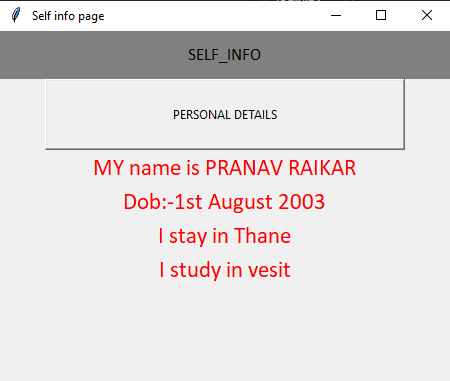 Self info page
SELF_INFO
PERSONAL DETAILS
MY name is PRANAV RAIKAR
Dob:-1st August 2003
I stay in Thane
I study in vesit